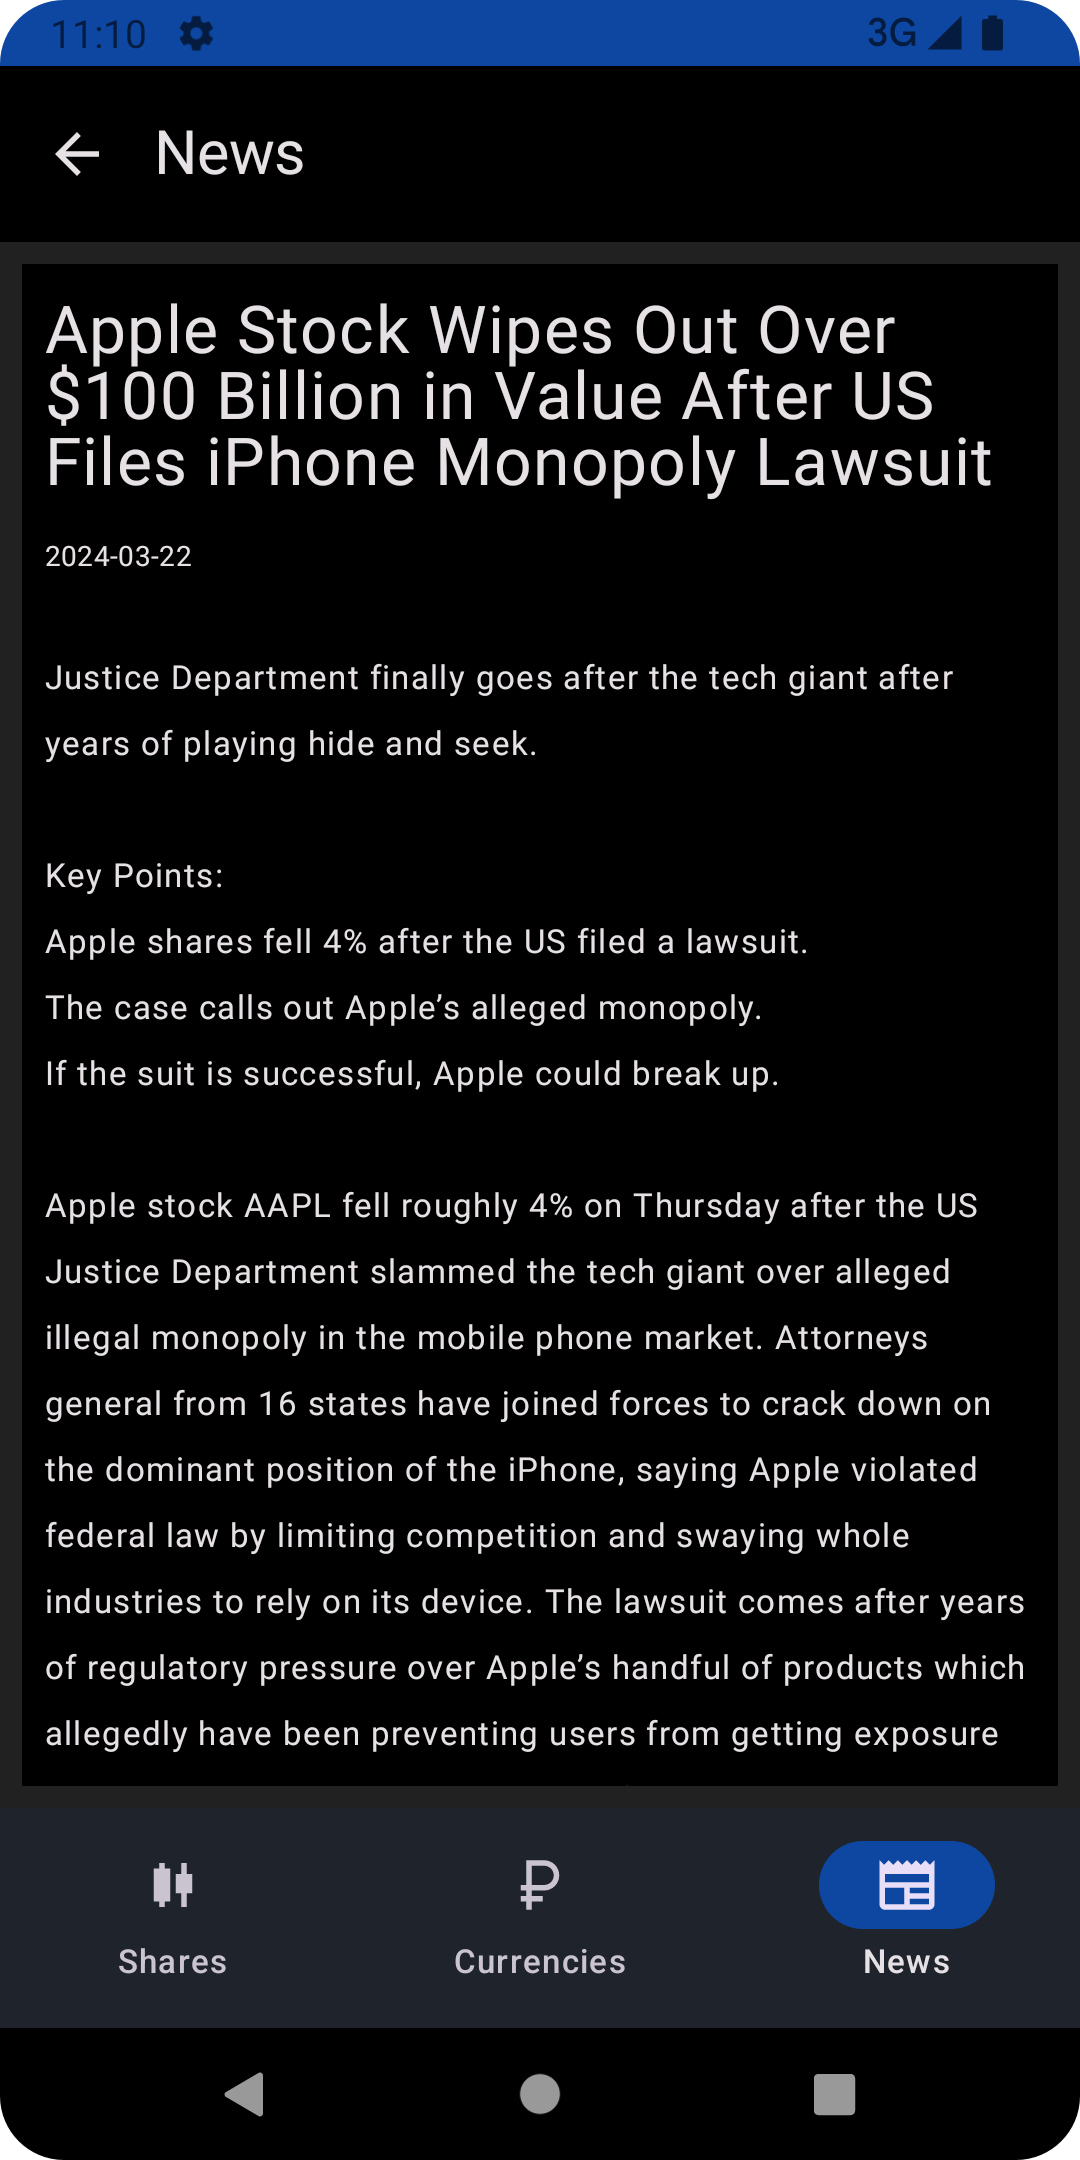 11:10
3G
News
Apple Stock Wipes Out Over
$100 Billion in Value After US
Files iPhone Monopoly Lawsuit
2024-03-22
Justice Department finally goes after the tech giant after
years of playing hide and seek.
Key Points:
Apple shares fell 4% after the US filed a lawsuit.
The case calls out Apple’s alleged monopoly.
If the suit is successful, Apple could break up.
Apple stock AAPL fell roughly 4% on Thursday after the US
Justice Department slammed the tech giant over alleged
illegal monopoly in the mobile phone market. Attorneys
general from 16 states have joined forces to crack down on
the dominant position of the iPhone, saying Apple violated
federal law by limiting competition and swaying whole
industries to rely on its device. The lawsuit comes after years
of regulatory pressure over Apple’s handful of products which
allegedly have been preventing users from getting exposure
Shares
Currencies
News